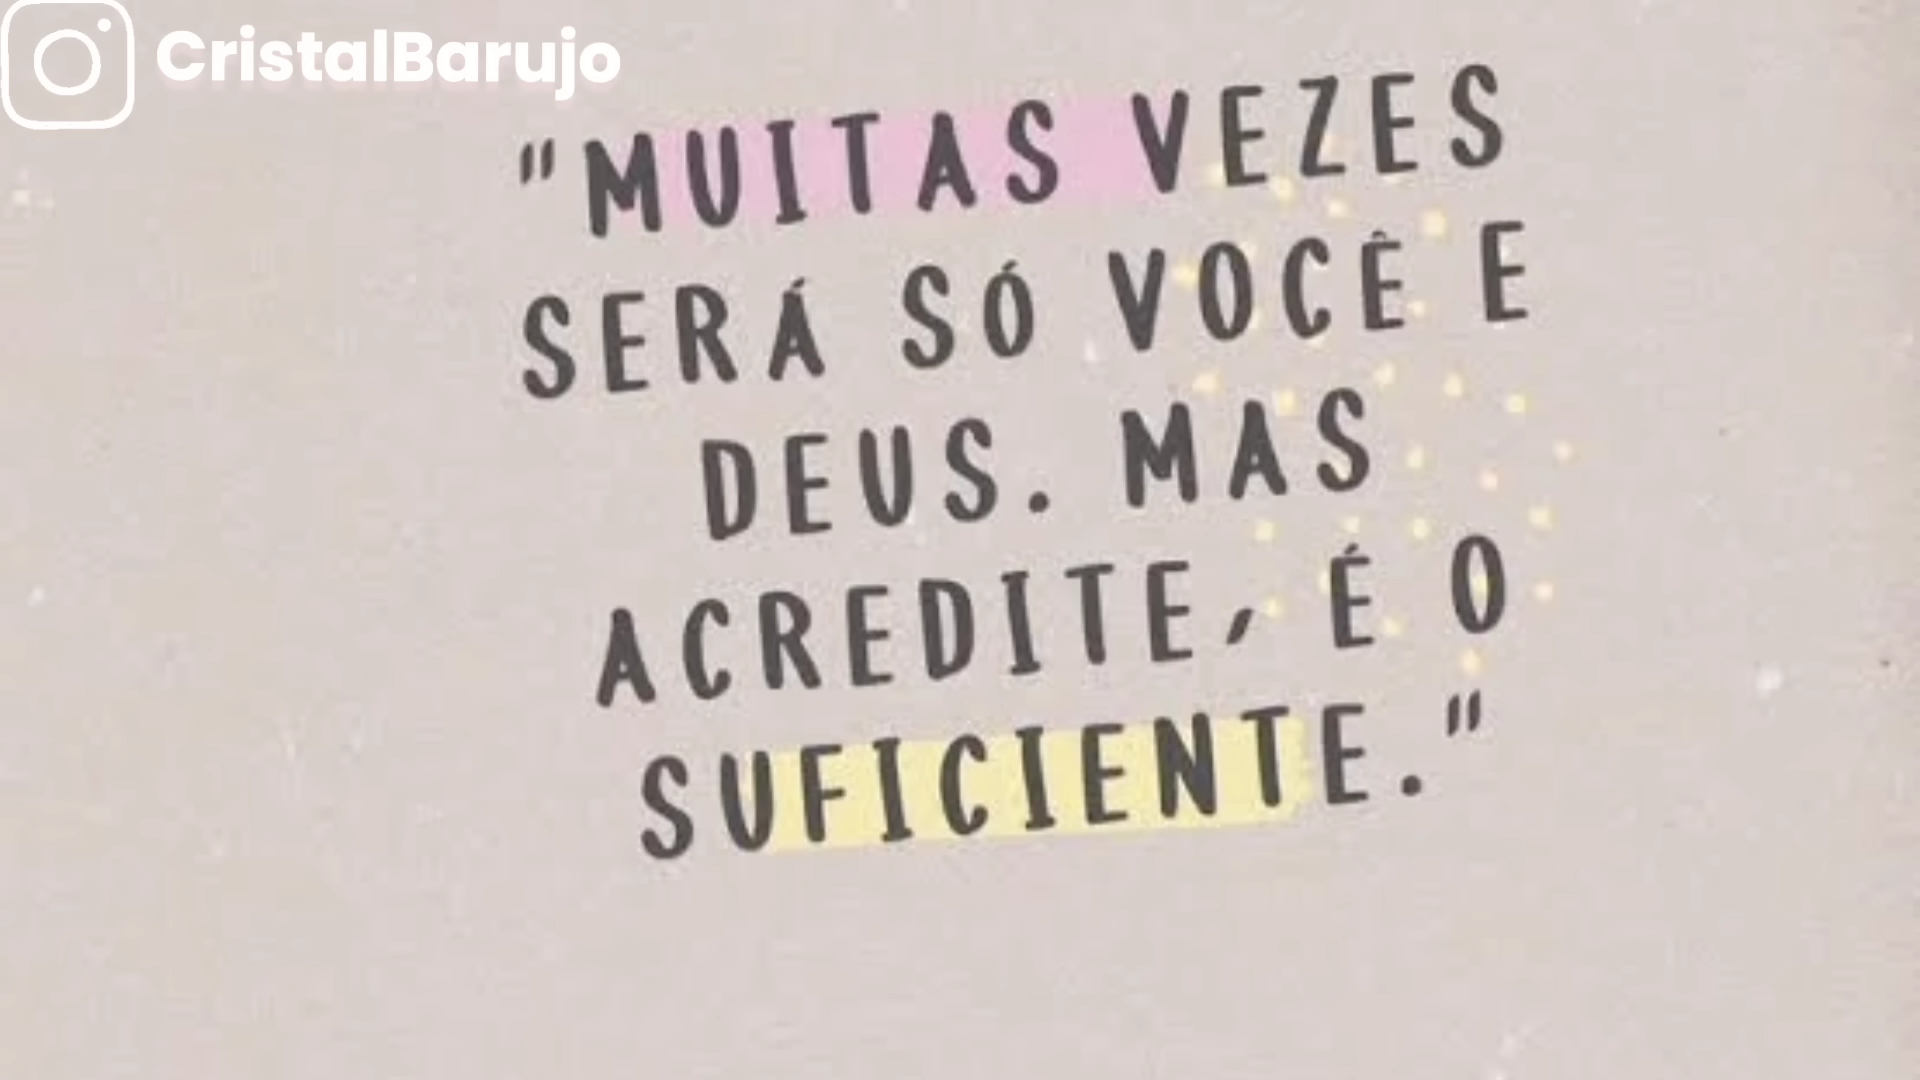 CristalBarujo
"MUITAS VEZES
SERÁ SÓ VOCÊ E
DEUS. MAS
ACREDITE, É O
SUFICIENTE."